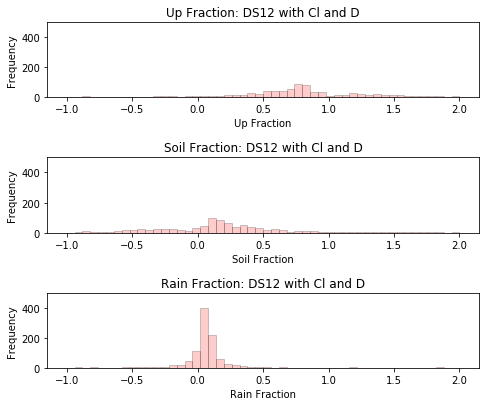 Up Fraction: DS12 with Cl and D
Frequency
400
200
0
-1.0 -0.5 0.0 0.5 1.0 1.5 2.0
Up Fraction
Soil Fraction: DS12 with Cl and D
Frequency
400
200
0
-1.0 -0.5 0.0 0.5 1.0 1.5 2.0
Soil Fraction
Rain Fraction: DS12 with Cl and D
Frequency
400
200
0
-1.0 -0.5 0.0 0.5 1.0 1.5 2.0
Rain Fraction